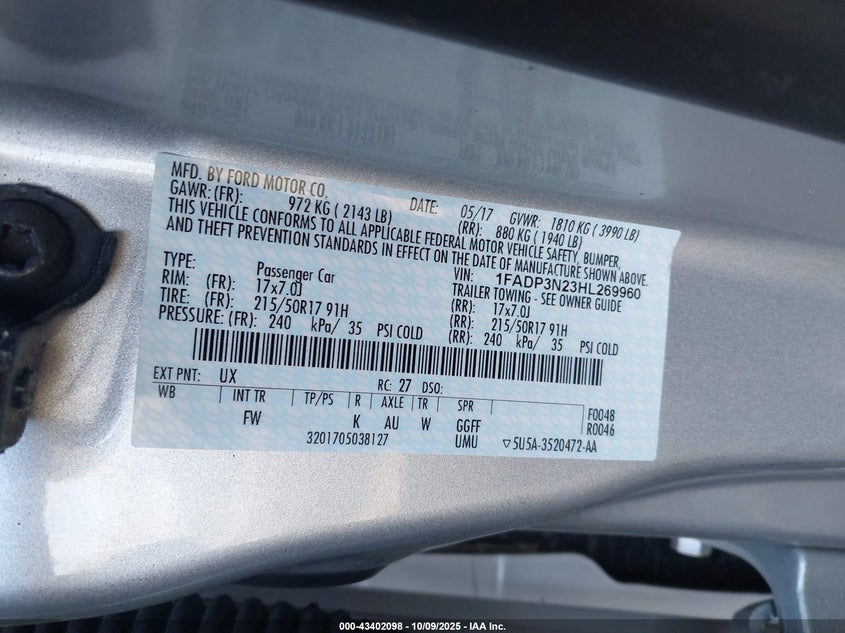 MFD. BY FORD MOTOR CO.
DATE: 05/17 GVWR: 1810 KG ( 3990 LB)
GAWR: (FR): 972 KG ( 2143 LB) (RR): 880 KG ( 1940 LB)
THIS VEHICLE CONFORMS TO ALL APPLICABLE FEDERAL MOTOR VEHICLE SAFETY, BUMPER,
AND THEFT PREVENTION STANDARDS IN EFFECT ON THE DATE OF MANUFACTURE SHOWN ABOVE.
VIN: 1FADP3N23HL269960
TYPE: Passenger Car TRAILER TOWING - SEE OWNER GUIDE
RIM: (FR): 17x7.0J (RR): 17x7.0J
TIRE: (FR): 215/50R17 91H (RR): 215/50R17 91H
PRESSURE: (FR): 240 kPa/ 35 PSI COLD (RR): 240 kPa/ 35 PSI COLD
EXT PNT: UX RC: 27 DSO:
WB INT TR TP/PS R AXLE TR SPR F0048
FW K AU W GGFF R0046
3201705038127 UMU ▽5U5A-3520472-AA
000-43402098 - 10/09/2025 - IAA Inc.